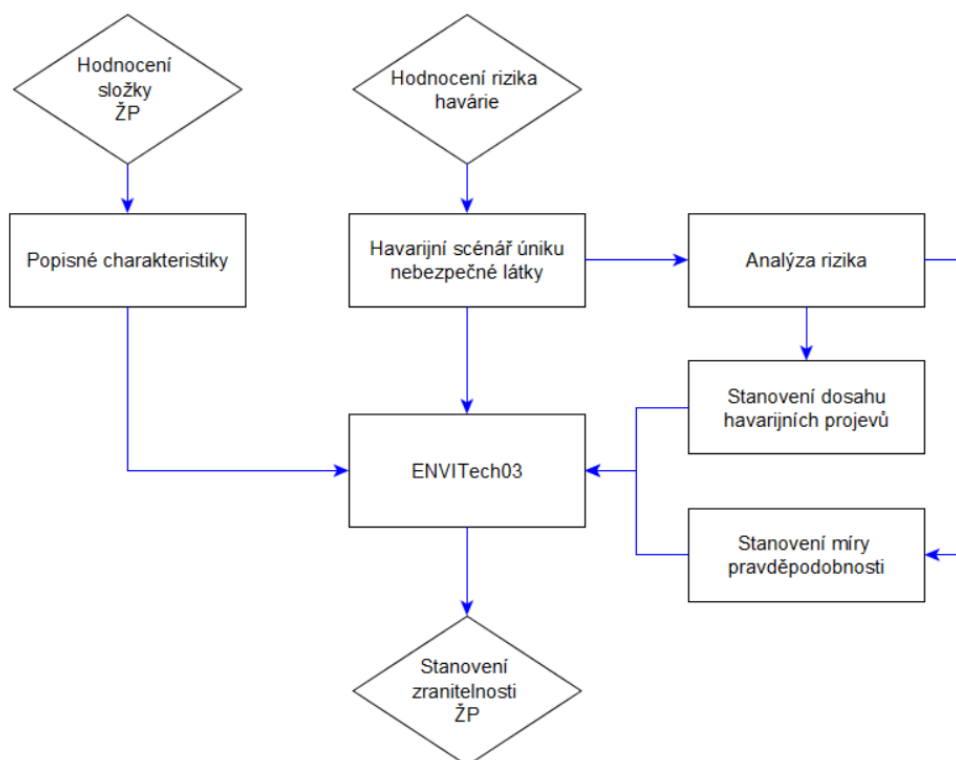 Hodnocení
složky
ŽP
Hodnocení rizika
havárie
Popisné charakteristiky
Havarijní scénář úniku
nebezpečné látky
Analýza rizika
Stanovení dosahu
havarijních projevů
ENVITech03
Stanovení míry
pravděpodobnosti
Stanovení
zranitelnosti
ŽP